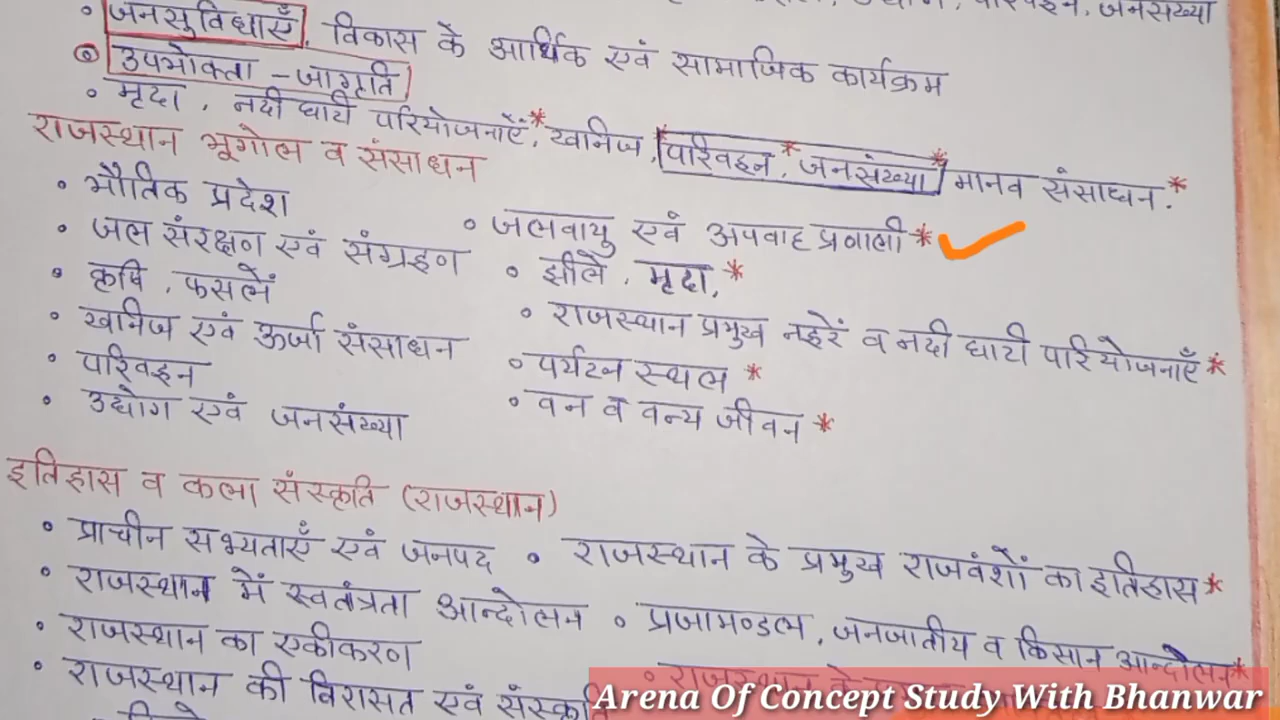 परिवहन, जनसंख्या
• जनसुविधाएँ, विकास के आर्थिक एवं सामाजिक कार्यक्रम
• उपभोक्ता - जागृति
• मृदा, नदी घाटी परियोजनाएँ,* खनिज, परिवहन*, जनसंख्या* मानव संसाधन.*
राजस्थान भूगोल व संसाधन
• भौतिक प्रदेश
• जलवायु एवं अपवाह प्रणाली *
• जल संरक्षण एवं संग्रहण
• झीलें, मृदा, *
• कृषि, फसलें
• राजस्थान प्रमुख नहरें व नदी घाटी परियोजनाएँ *
• खनिज एवं ऊर्जा संसाधन
• पर्यटन स्थल *
• परिवहन
• वन व वन्य जीवन *
• उद्योग एवं जनसंख्या
इतिहास व कला संस्कृति (राजस्थान)
• प्राचीन सभ्यताएँ एवं जनपद • राजस्थान के प्रमुख राजवंशों का इतिहास *
• राजस्थान में स्वतंत्रता आन्दोलन • प्रजामण्डल, जनजातीय व किसान आन्दोलन *
• राजस्थान का एकीकरण
• राजस्थान की विरासत एवं संस्कृति
Arena Of Concept Study With Bhanwar